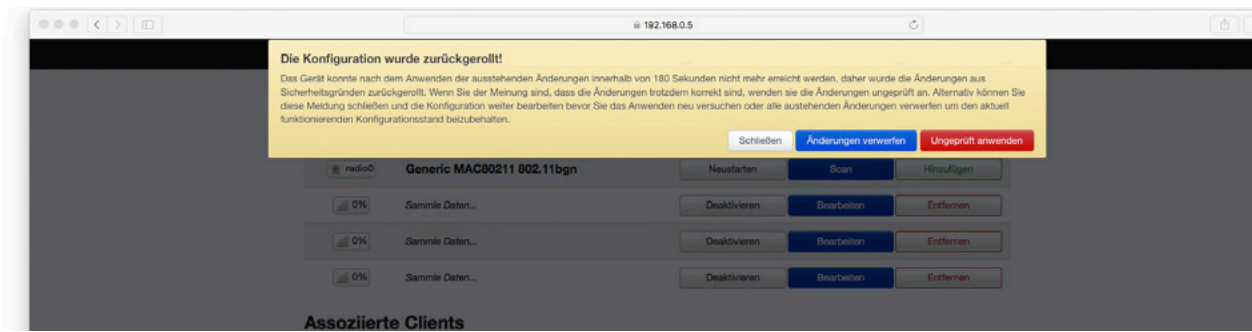 192.168.0.5
Die Konfiguration wurde zurückgerollt!
Das Gerät konnte nach dem Anwenden der ausstehenden Änderungen innerhalb von 180 Sekunden nicht mehr erreicht werden, daher wurde die Änderungen aus
Sicherheitsgründen zurückgerollt. Wenn Sie der Meinung sind, dass die Änderungen trotzdem korrekt sind, wenden sie die Änderungen ungeprüft an. Alternativ können Sie
diese Meldung schließen und die Konfiguration weiter bearbeiten bevor Sie das Anwenden neu versuchen oder alle austehenden Änderungen verwerfen um den aktuell
funktionierenden Konfigurationsstand beizubehalten.
Schließen Änderungen verwerfen Ungeprüft anwenden
radio0 Generic MAC80211 802.11bgn Neustarten Scan Hinzufügen
0% Sammle Daten... Deaktivieren Bearbeiten Entfernen
0% Sammle Daten... Deaktivieren Bearbeiten Entfernen
0% Sammle Daten... Deaktivieren Bearbeiten Entfernen
Assoziierte Clients